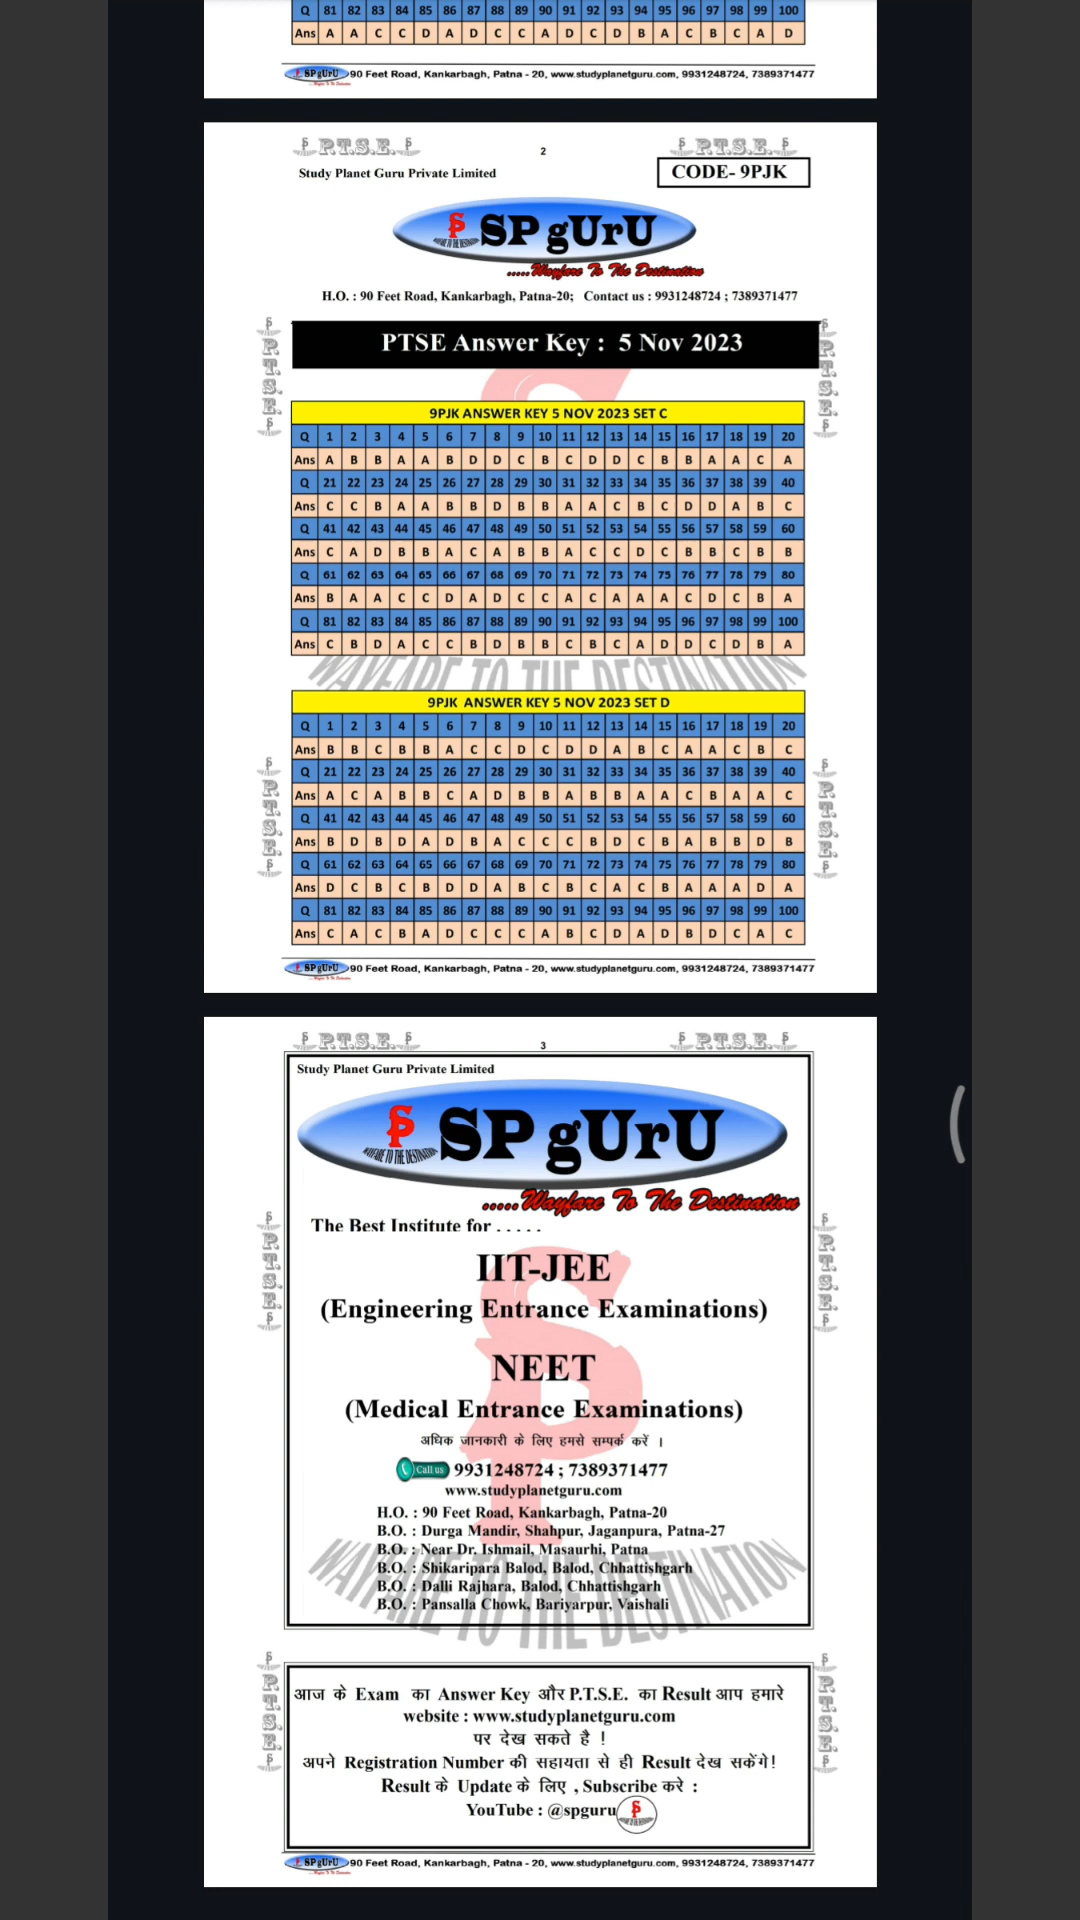 Q 81 82 83 84 85 86 87 88 89 90 91 92 93 94 95 96 97 98 99 100
Ans A A C C D A D C C A D C D B A C B C A D
SP gUrU 90 Feet Road, Kankarbagh, Patna - 20, www.studyplanetguru.com, 9931248724, 7389371477
P.T.S.E. 2 P.T.S.E.
Study Planet Guru Private Limited
CODE- 9PJK
SP gUrU
WAYFARE TO THE DESTINATION
.....Wayfare To The Destination
H.O. : 90 Feet Road, Kankarbagh, Patna-20; Contact us : 9931248724 ; 7389371477
PTSE Answer Key : 5 Nov 2023
9PJK ANSWER KEY 5 NOV 2023 SET C
Q 1 2 3 4 5 6 7 8 9 10 11 12 13 14 15 16 17 18 19 20
Ans A B B A A B D D C B C D D C B B A A C A
Q 21 22 23 24 25 26 27 28 29 30 31 32 33 34 35 36 37 38 39 40
Ans C C B A A B B D B B A A C B C D D A B C
Q 41 42 43 44 45 46 47 48 49 50 51 52 53 54 55 56 57 58 59 60
Ans C A D B B A C A B B A C C D C B B C B B
Q 61 62 63 64 65 66 67 68 69 70 71 72 73 74 75 76 77 78 79 80
Ans B A A C C D A D C C A C A A A C D C B A
Q 81 82 83 84 85 86 87 88 89 90 91 92 93 94 95 96 97 98 99 100
Ans C B D A C C B D B B C B C A D D C D B A
WAYFARE TO THE DESTINATION
9PJK ANSWER KEY 5 NOV 2023 SET D
Q 1 2 3 4 5 6 7 8 9 10 11 12 13 14 15 16 17 18 19 20
Ans B B C B B A C C D C D D A B C A A C B C
Q 21 22 23 24 25 26 27 28 29 30 31 32 33 34 35 36 37 38 39 40
Ans A C A B B C A D B B A B B A A C B A A C
Q 41 42 43 44 45 46 47 48 49 50 51 52 53 54 55 56 57 58 59 60
Ans B D B D A D B A C C C B D C B A B B D B
Q 61 62 63 64 65 66 67 68 69 70 71 72 73 74 75 76 77 78 79 80
Ans D C B C B D D A B C B C A C B A A A D A
Q 81 82 83 84 85 86 87 88 89 90 91 92 93 94 95 96 97 98 99 100
Ans C A C B A D C C C A B C D A D B D C A C
P.T.S.E. P.T.S.E.
P.T.S.E. P.T.S.E.
SP gUrU 90 Feet Road, Kankarbagh, Patna - 20, www.studyplanetguru.com, 9931248724, 7389371477
P.T.S.E. 3 P.T.S.E.
Study Planet Guru Private Limited
SP gUrU
WAYFARE TO THE DESTINATION
.....Wayfare To The Destination
The Best Institute for . . . . .
IIT-JEE
(Engineering Entrance Examinations)
NEET
(Medical Entrance Examinations)
अधिक जानकारी के लिए हमसे सम्पर्क करें ।
Call us 9931248724 ; 7389371477
www.studyplanetguru.com
H.O. : 90 Feet Road, Kankarbagh, Patna-20
B.O. : Durga Mandir, Shahpur, Jaganpura, Patna-27
B.O. : Near Dr. Ishmail, Masaurhi, Patna
B.O. : Shikaripara Balod, Balod, Chhattishgarh
B.O. : Dalli Rajhara, Balod, Chhattishgarh
B.O. : Pansalla Chowk, Bariyarpur, Vaishali
WAYFARE TO THE DESTINATION
P.T.S.E. P.T.S.E.
आज के Exam का Answer Key और P.T.S.E. का Result आप हमारे
website : www.studyplanetguru.com
पर देख सकते है !
अपने Registration Number की सहायता से ही Result देख सकेंगे!
Result के Update के लिए , Subscribe करे :
YouTube : @spguru
P.T.S.E. P.T.S.E.
SP gUrU 90 Feet Road, Kankarbagh, Patna - 20, www.studyplanetguru.com, 9931248724, 7389371477